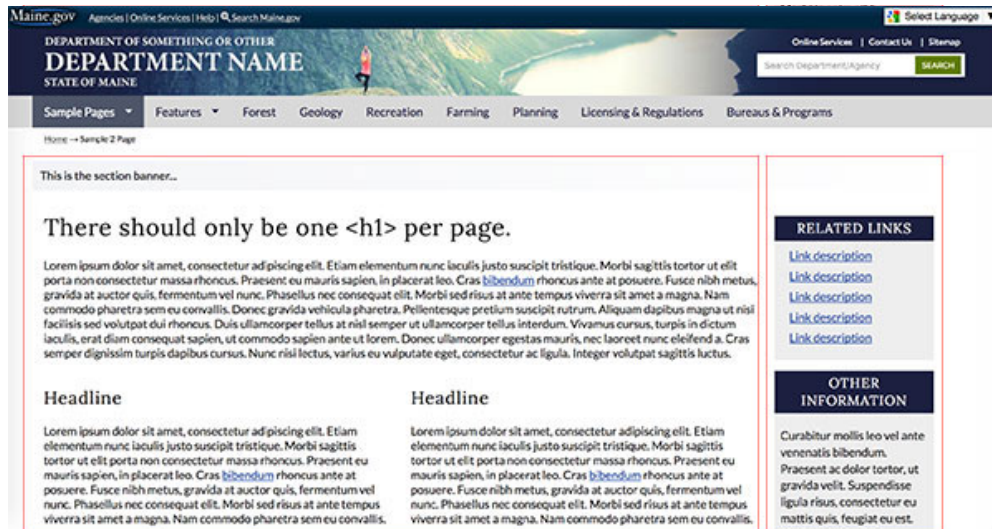 Maine.gov Agencies | Online Services | Help | Search Maine.gov Select Language ▼
DEPARTMENT OF SOMETHING OR OTHER
DEPARTMENT NAME
STATE OF MAINE
Online Services | Contact Us | Sitemap
Search Department/Agency SEARCH
Sample Pages Features Forest Geology Recreation Farming Planning Licensing & Regulations Bureaus & Programs
Home → Sample 2 Page
This is the section banner...
There should only be one <h1> per page.
Lorem ipsum dolor sit amet, consectetur adipiscing elit. Etiam elementum nunc iaculis justo suscipit tristique. Morbi sagittis tortor ut elit
porta non consectetur massa rhoncus. Praesent eu mauris sapien, in placerat leo. Cras bibendum rhoncus ante at posuere. Fusce nibh metus,
gravida at auctor quis, fermentum vel nunc. Phasellus nec consequat elit. Morbi sed risus at ante tempus viverra sit amet a magna. Nam
commodo pharetra sem eu convallis. Donec gravida vehicula pharetra. Pellentesque pretium suscipit rutrum. Aliquam dapibus magna ut nisi
facilisis sed volutpat dui rhoncus. Duis ullamcorper tellus at nisl semper ut ullamcorper tellus interdum. Vivamus cursus, turpis in dictum
iaculis, erat diam consequat sapien, ut commodo sapien ante ut lorem. Donec ullamcorper egestas mauris, nec laoreet nunc eleifend a. Cras
semper dignissim turpis dapibus cursus. Nunc nisi lectus, varius eu vulputate eget, consectetur ac ligula. Integer volutpat sagittis luctus.
Headline
Lorem ipsum dolor sit amet, consectetur adipiscing elit. Etiam
elementum nunc iaculis justo suscipit tristique. Morbi sagittis
tortor ut elit porta non consectetur massa rhoncus. Praesent eu
mauris sapien, in placerat leo. Cras bibendum rhoncus ante at
posuere. Fusce nibh metus, gravida at auctor quis, fermentum vel
nunc. Phasellus nec consequat elit. Morbi sed risus at ante tempus
viverra sit amet a magna. Nam commodo pharetra sem eu convallis.
Headline
Lorem ipsum dolor sit amet, consectetur adipiscing elit. Etiam
elementum nunc iaculis justo suscipit tristique. Morbi sagittis
tortor ut elit porta non consectetur massa rhoncus. Praesent eu
mauris sapien, in placerat leo. Cras bibendum rhoncus ante at
posuere. Fusce nibh metus, gravida at auctor quis, fermentum vel
nunc. Phasellus nec consequat elit. Morbi sed risus at ante tempus
viverra sit amet a magna. Nam commodo pharetra sem eu convallis.
RELATED LINKS
Link description
Link description
Link description
Link description
Link description
OTHER
INFORMATION
Curabitur mollis leo vel ante
venenatis bibendum.
Praesent ac dolor tortor, ut
gravida velit. Suspendisse
ligula risus, consectetur eu
mattis quis, feugiat eu est.